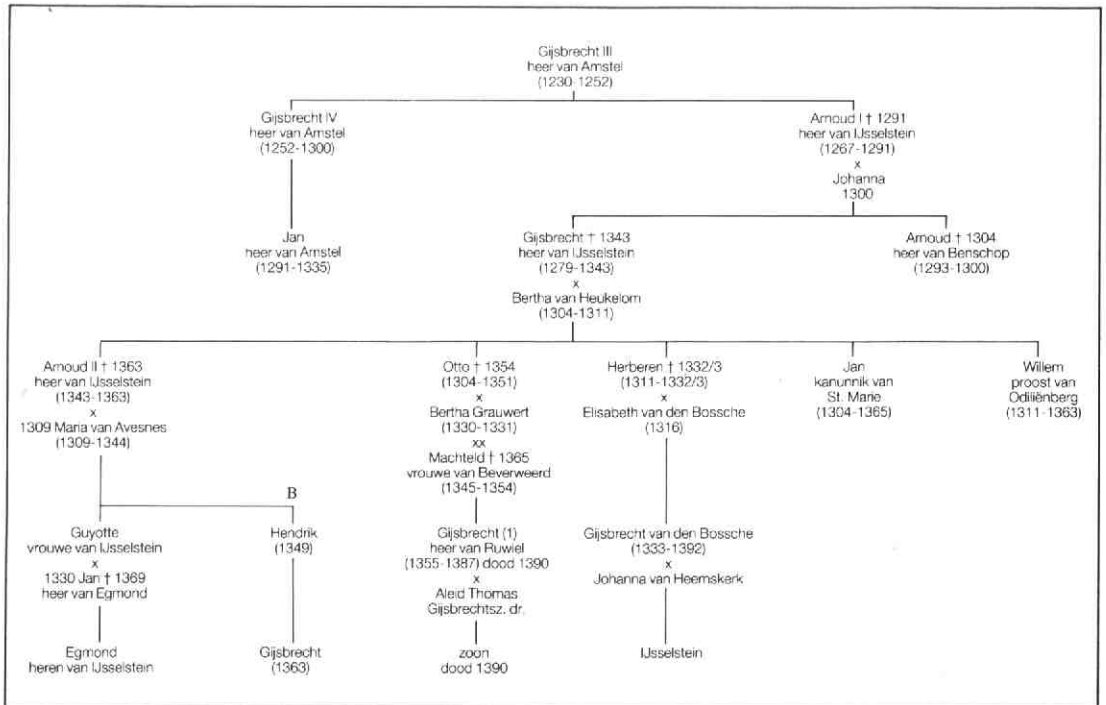 Gijsbrecht III
heer van Amstel
(1230-1252)
Gijsbrecht IV
heer van Amstel
(1252-1300)
Arnoud I † 1291
heer van IJsselstein
(1267-1291)
x
Johanna
1300
Jan
heer van Amstel
(1291-1335)
Gijsbrecht † 1343
heer van IJsselstein
(1279-1343)
x
Bertha van Heukelom
(1304-1311)
Arnoud † 1304
heer van Benschop
(1293-1300)
Arnoud II † 1363
heer van IJsselstein
(1343-1363)
x
1309 Maria van Avesnes
(1309-1344)
Otto † 1354
(1304-1351)
x
Bertha Grauwert
(1330-1331)
xx
Machteld † 1365
vrouwe van Beverweerd
(1345-1354)
Herberen † 1332/3
(1311-1332/3)
x
Elisabeth van den Bossche
(1316)
Jan
kanunnik van
St. Marie
(1304-1365)
Willem
proost van
Odiliënberg
(1311-1363)
B
Guyotte
vrouwe van IJsselstein
x
1330 Jan † 1369
heer van Egmond
Hendrik
(1349)
Gijsbrecht (1)
heer van Ruwiel
(1355-1387) dood 1390
x
Aleid Thomas
Gijsbrechtsz. dr.
Gijsbrecht van den Bossche
(1333-1392)
x
Johanna van Heemskerk
Egmond
heren van IJsselstein
Gijsbrecht
(1363)
zoon
dood 1390
IJsselstein